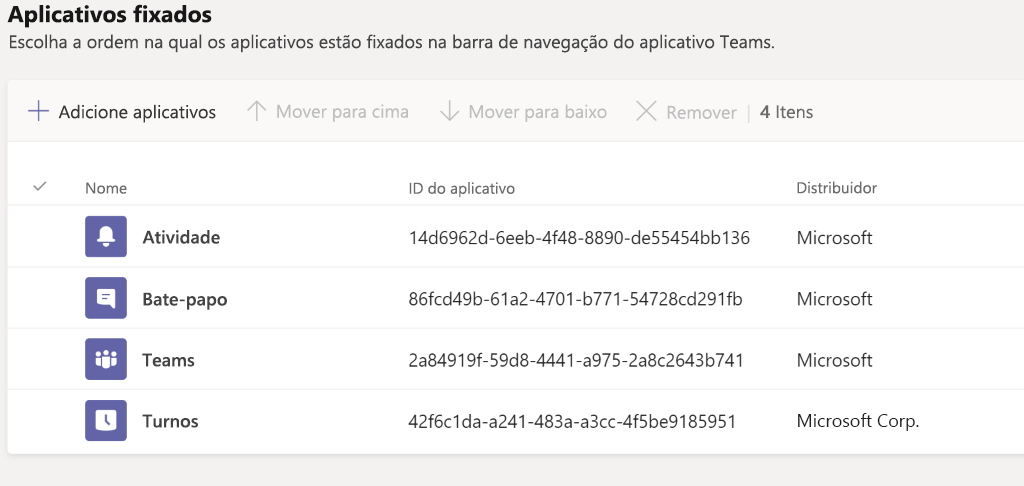 Aplicativos fixados
Escolha a ordem na qual os aplicativos estão fixados na barra de navegação do aplicativo Teams.
Adicione aplicativos Mover para cima Mover para baixo Remover | 4 Itens
Nome ID do aplicativo Distribuidor
Atividade 14d6962d-6eeb-4f48-8890-de55454bb136 Microsoft
Bate-papo 86fcd49b-61a2-4701-b771-54728cd291fb Microsoft
Teams 2a84919f-59d8-4441-a975-2a8c2643b741 Microsoft
Turnos 42f6c1da-a241-483a-a3cc-4f5be9185951 Microsoft Corp.